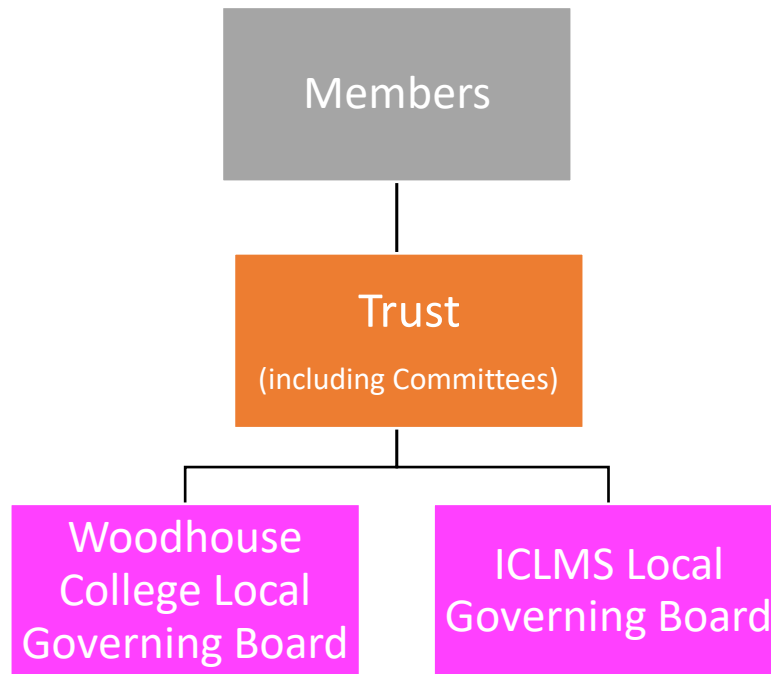 Members
Trust
(including Committees)
Woodhouse
College Local
Governing Board
ICLMS Local
Governing Board